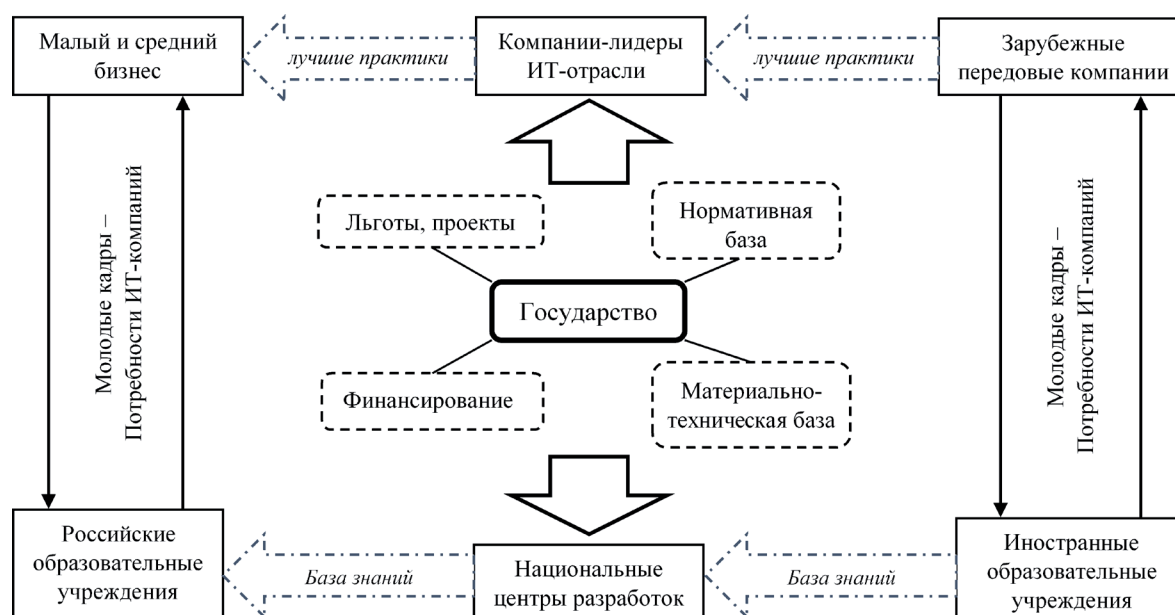 Малый и средний
бизнес
лучшие практики
Компании-лидеры
ИТ-отрасли
лучшие практики
Зарубежные
передовые компании
Молодые кадры –
Потребности ИТ-компаний
Льготы, проекты
Нормативная
база
Государство
Финансирование
Материально-
техническая база
Молодые кадры –
Потребности ИТ-компаний
Российские
образовательные
учреждения
База знаний
Национальные
центры разработок
База знаний
Иностранные
образовательные
учреждения